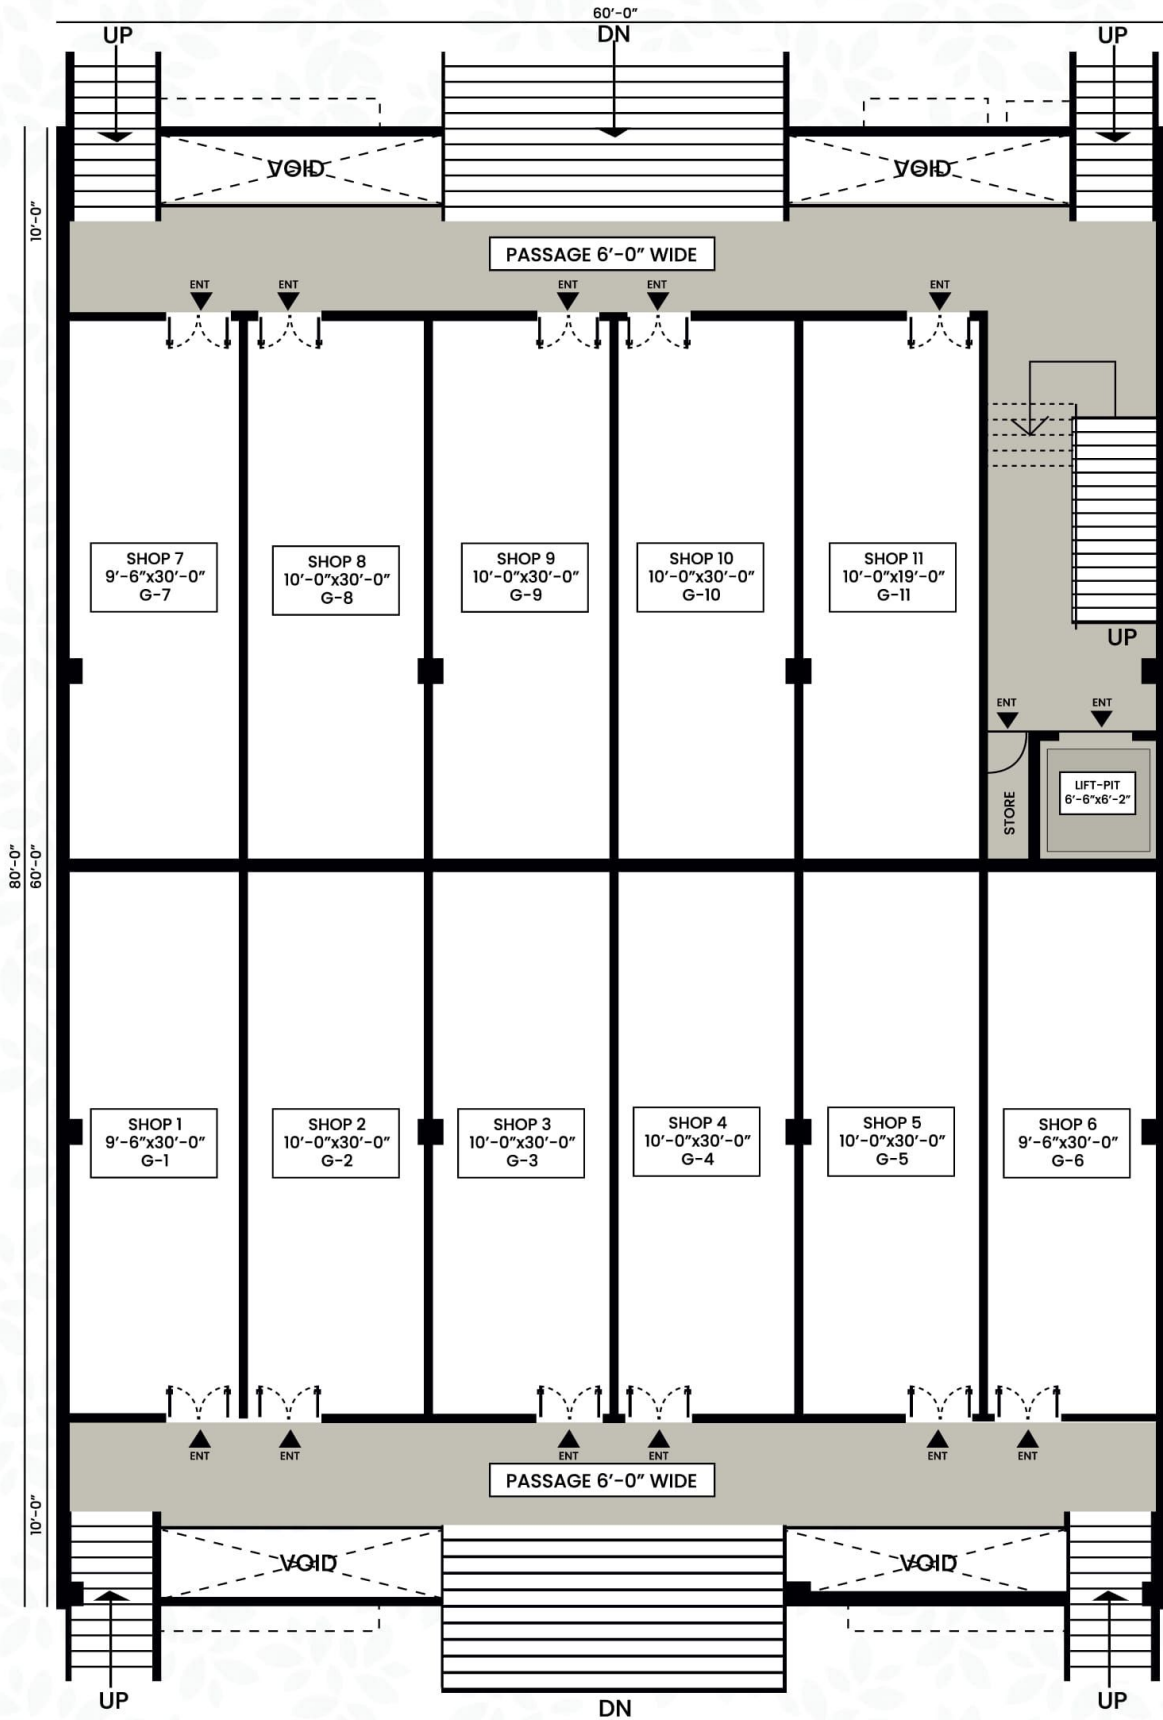 60’-0”
UP
DN
UP
VOID
VOID
10’-0”
PASSAGE 6’-0” WIDE
ENT
ENT
ENT
ENT
ENT
SHOP 7
9’-6”x30’-0”
G-7
SHOP 8
10’-0”x30’-0”
G-8
SHOP 9
10’-0”x30’-0”
G-9
SHOP 10
10’-0”x30’-0”
G-10
SHOP 11
10’-0”x19’-0”
G-11
UP
ENT
ENT
LIFT-PIT
6’-6”x6’-2”
STORE
80’-0”
60’-0”
SHOP 1
9’-6”x30’-0”
G-1
SHOP 2
10’-0”x30’-0”
G-2
SHOP 3
10’-0”x30’-0”
G-3
SHOP 4
10’-0”x30’-0”
G-4
SHOP 5
10’-0”x30’-0”
G-5
SHOP 6
9’-6”x30’-0”
G-6
ENT
ENT
ENT
ENT
ENT
ENT
PASSAGE 6’-0” WIDE
10’-0”
VOID
VOID
UP
DN
UP